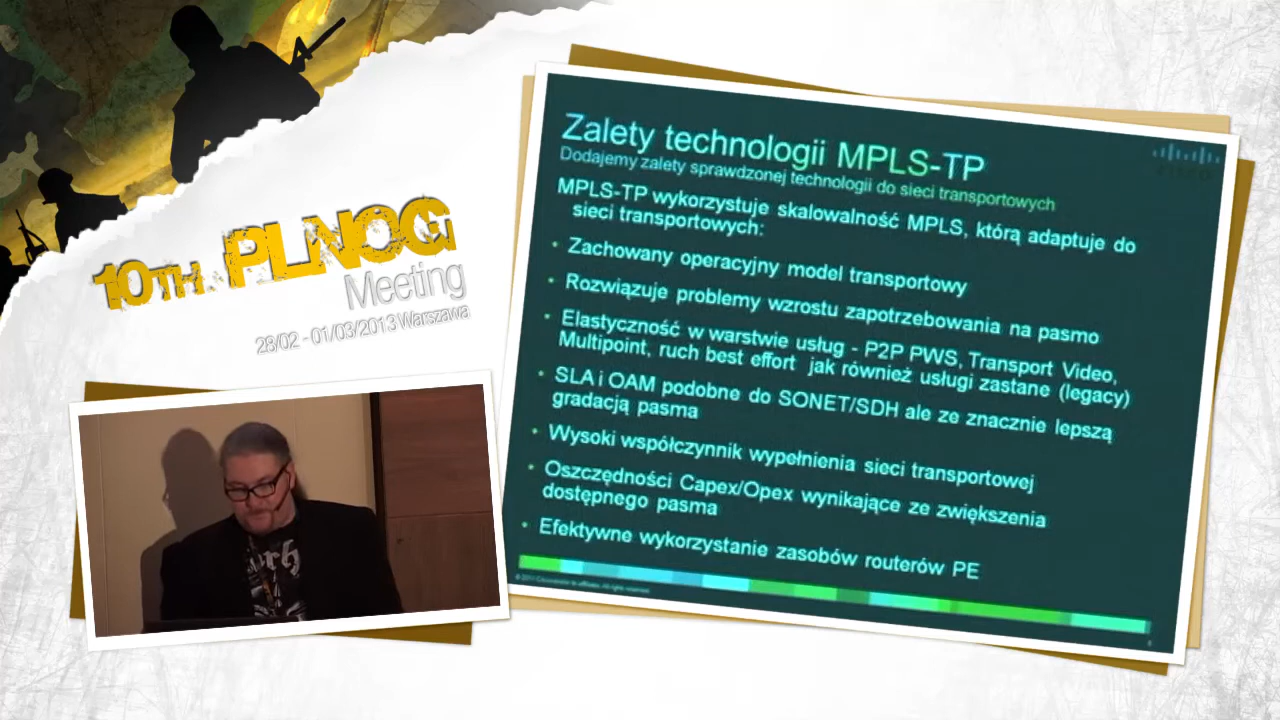 10TH PLNOG
Meeting
28/02 - 01/03/2013 Warszawa
Zalety technologii MPLS-TP
Dodajemy zalety sprawdzonej technologii do sieci transportowych
MPLS-TP wykorzystuje skalowalność MPLS, którą adaptuje do
sieci transportowych:
• Zachowany operacyjny model transportowy
• Rozwiązuje problemy wzrostu zapotrzebowania na pasmo
• Elastyczność w warstwie usług - P2P PWS, Transport Video,
Multipoint, ruch best effort jak również usługi zastane (legacy)
• SLA i OAM podobne do SONET/SDH ale ze znacznie lepszą
gradacją pasma
• Wysoki współczynnik wypełnienia sieci transportowej
• Oszczędności Capex/Opex wynikające ze zwiększenia
dostępnego pasma
• Efektywne wykorzystanie zasobów routerów PE